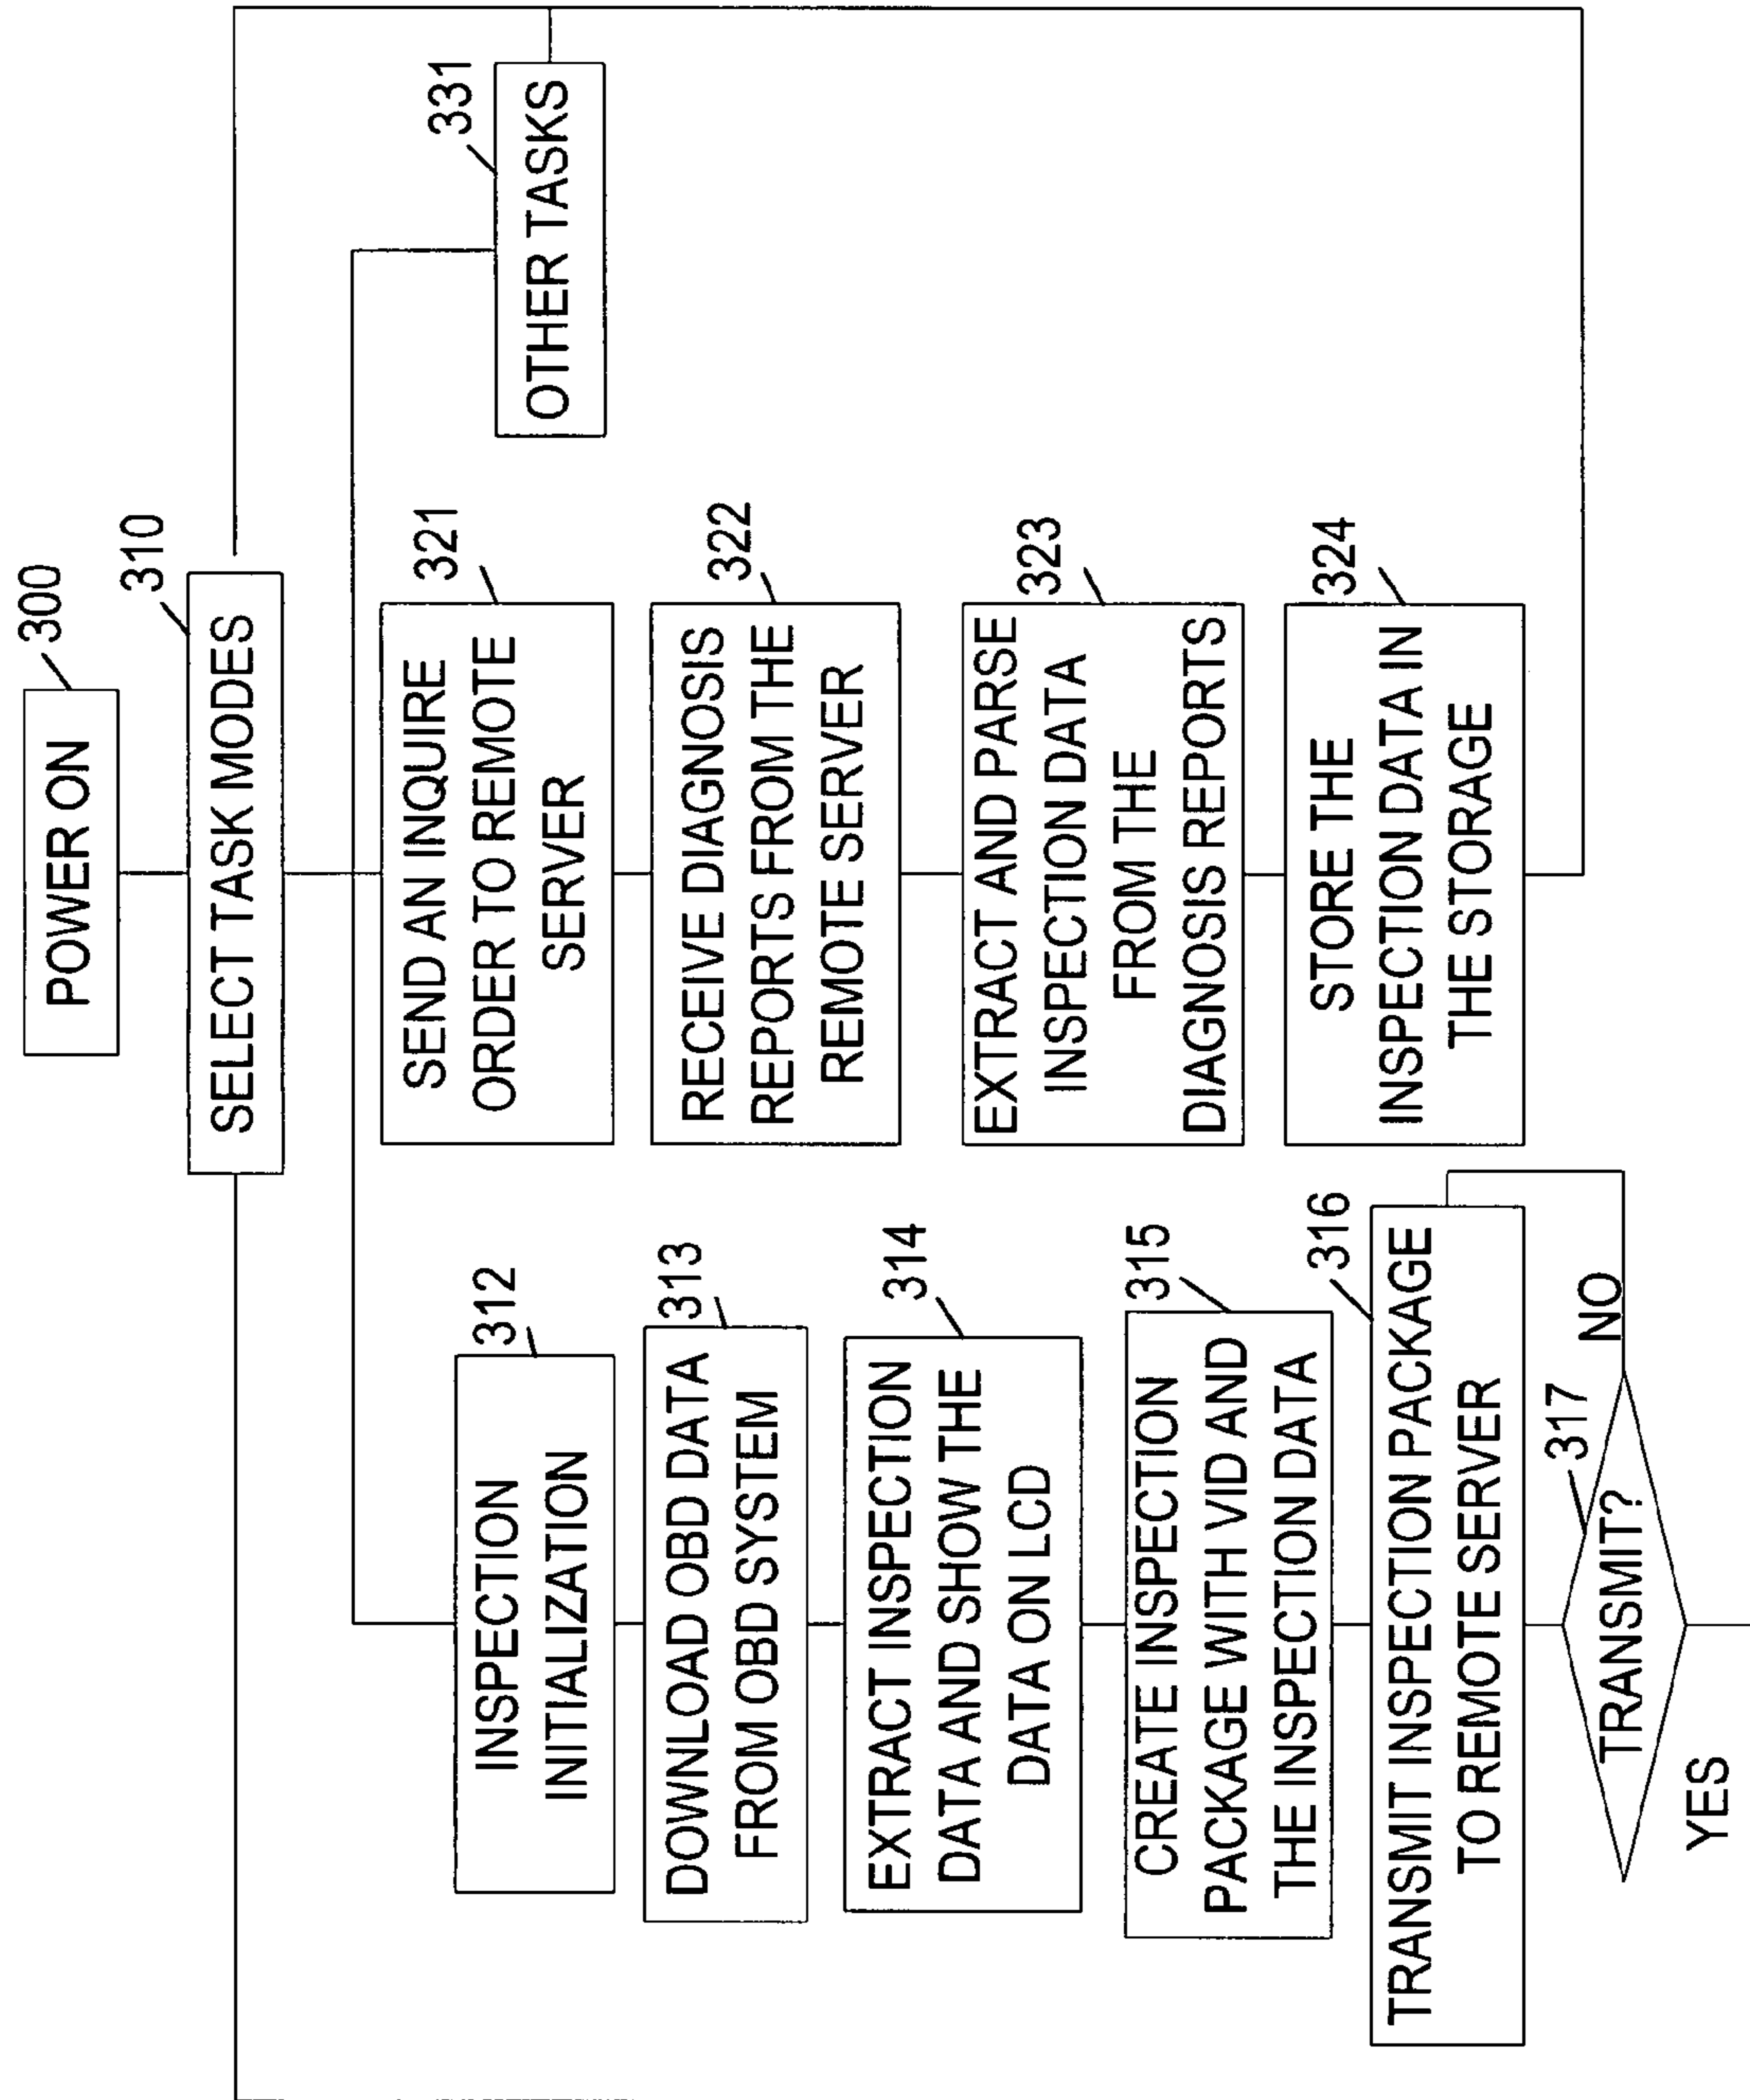 300
POWER ON
310
SELECT TASK MODES
312
INSPECTION
INITIALIZATION
313
DOWNLOAD OBD DATA
FROM OBD SYSTEM
314
EXTRACT INSPECTION
DATA AND SHOW THE
DATA ON LCD
315
CREATE INSPECTION
PACKAGE WITH VID AND
THE INSPECTION DATA
316
TRANSMIT INSPECTION PACKAGE
TO REMOTE SERVER
317
TRANSMIT?
NO
YES
321
SEND AN INQUIRE
ORDER TO REMOTE
SERVER
322
RECEIVE DIAGNOSIS
REPORTS FROM THE
REMOTE SERVER
323
EXTRACT AND PARSE
INSPECTION DATA
FROM THE
DIAGNOSIS REPORTS
324
STORE THE
INSPECTION DATA IN
THE STORAGE
331
OTHER TASKS